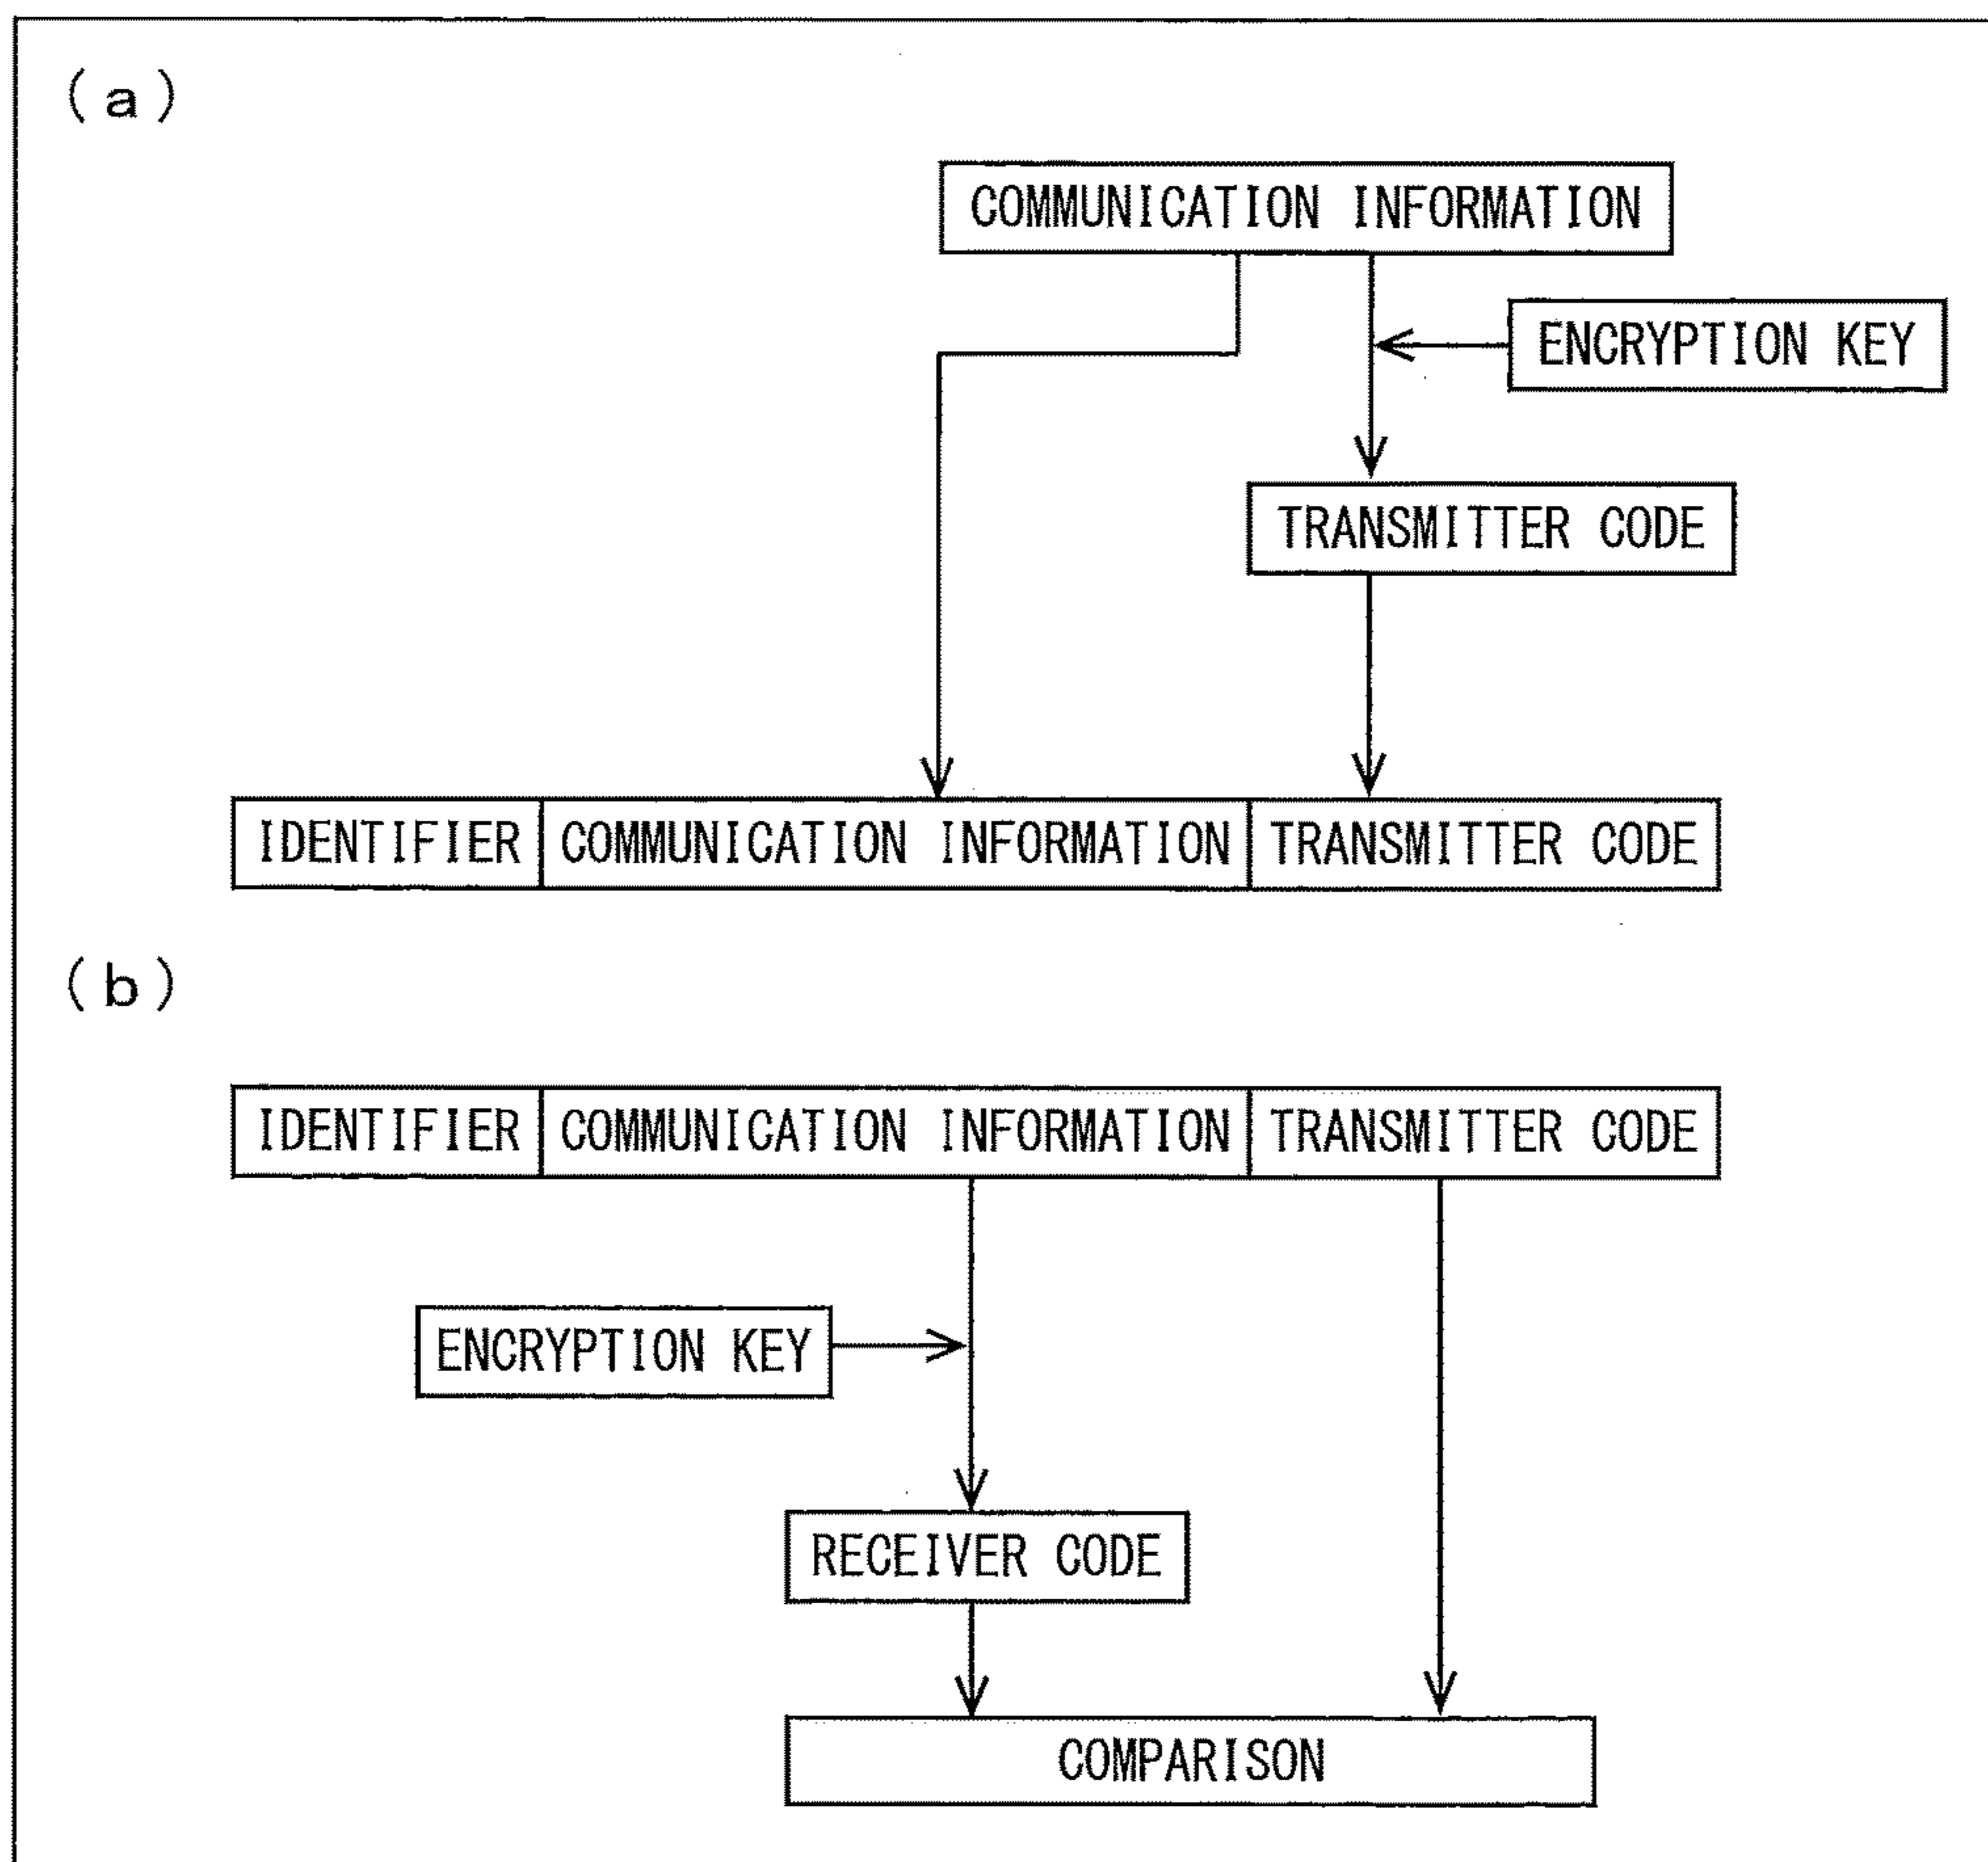 (a)
COMMUNICATION INFORMATION
ENCRYPTION KEY
TRANSMITTER CODE
IDENTIFIER COMMUNICATION INFORMATION TRANSMITTER CODE
(b)
IDENTIFIER COMMUNICATION INFORMATION TRANSMITTER CODE
ENCRYPTION KEY
RECEIVER CODE
COMPARISON